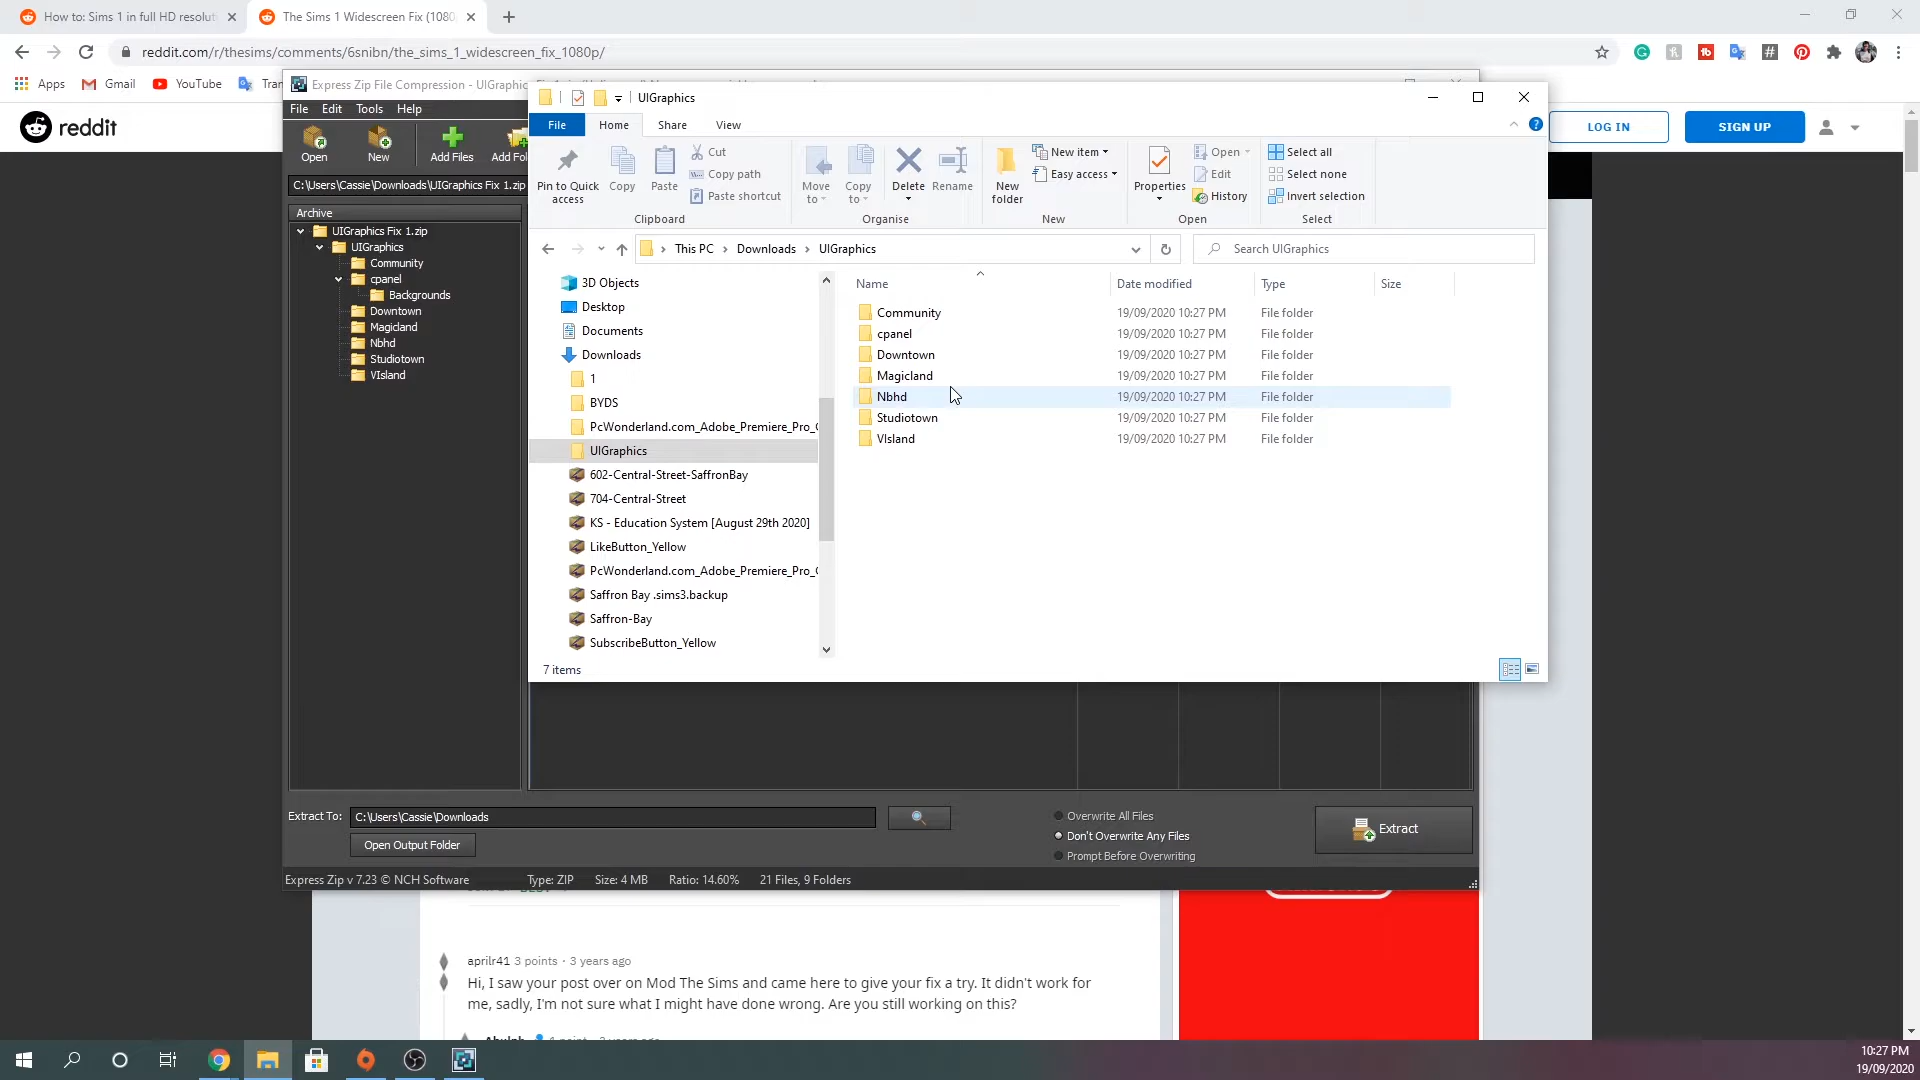 How to: Sims 1 in full HD resoluti
The Sims 1 Widescreen Fix (1080
reddit.com/r/thesims/comments/6snibn/the_sims_1_widescreen_fix_1080p/
Apps Gmail YouTube Tran
reddit
LOG IN SIGN UP
Express Zip File Compression - UIGraphics
File Edit Tools Help
Open New Add Files Add Fol
C:\Users\Cassie\Downloads\UIGraphics Fix 1.zip
Archive
UIGraphics Fix 1.zip
UIGraphics
Community
cpanel
Backgrounds
Downtown
Magicland
Nbhd
Studiotown
VIsland
UIGraphics
File Home Share View
Pin to Quick access
Copy
Paste
Cut
Copy path
Paste shortcut
Clipboard
Move to
Copy to
Delete
Rename
Organise
New folder
New item
Easy access
New
Properties
Open
Edit
History
Open
Select all
Select none
Invert selection
Select
This PC > Downloads > UIGraphics
Search UIGraphics
3D Objects
Desktop
Documents
Downloads
1
BYDS
PcWonderland.com_Adobe_Premiere_Pro_
UIGraphics
602-Central-Street-SaffronBay
704-Central-Street
KS - Education System [August 29th 2020]
LikeButton_Yellow
PcWonderland.com_Adobe_Premiere_Pro_
Saffron Bay .sims3.backup
Saffron-Bay
SubscribeButton_Yellow
Name Date modified Type Size
Community 19/09/2020 10:27 PM File folder
cpanel 19/09/2020 10:27 PM File folder
Downtown 19/09/2020 10:27 PM File folder
Magicland 19/09/2020 10:27 PM File folder
Nbhd 19/09/2020 10:27 PM File folder
Studiotown 19/09/2020 10:27 PM File folder
VIsland 19/09/2020 10:27 PM File folder
7 items
Extract To: C:\Users\Cassie\Downloads
Open Output Folder
Overwrite All Files
Don't Overwrite Any Files
Prompt Before Overwriting
Extract
Express Zip v 7.23 © NCH Software Type: ZIP Size: 4 MB Ratio: 14.60% 21 Files, 9 Folders
aprilr41 3 points · 3 years ago
Hi, I saw your post over on Mod The Sims and came here to give your fix a try. It didn't work for
me, sadly, I'm not sure what I might have done wrong. Are you still working on this?
10:27 PM
19/09/2020